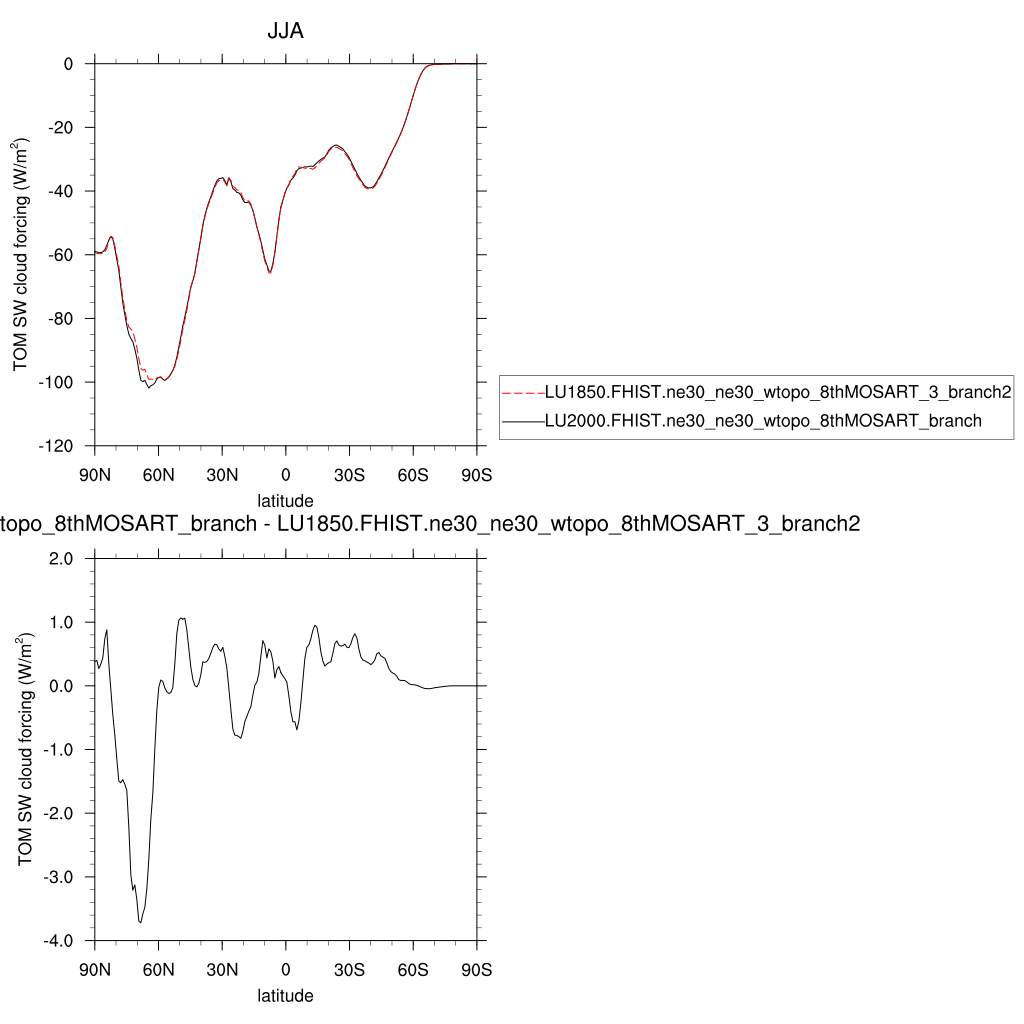 JJA
TOM SW cloud forcing (W/m²)
0
-20
-40
-60
-80
-100
-120
90N 60N 30N 0 30S 60S 90S
latitude
LU1850.FHIST.ne30_ne30_wtopo_8thMOSART_3_branch2
LU2000.FHIST.ne30_ne30_wtopo_8thMOSART_branch
topo_8thMOSART_branch - LU1850.FHIST.ne30_ne30_wtopo_8thMOSART_3_branch2
TOM SW cloud forcing (W/m²)
2.0
1.0
0.0
-1.0
-2.0
-3.0
-4.0
90N 60N 30N 0 30S 60S 90S
latitude